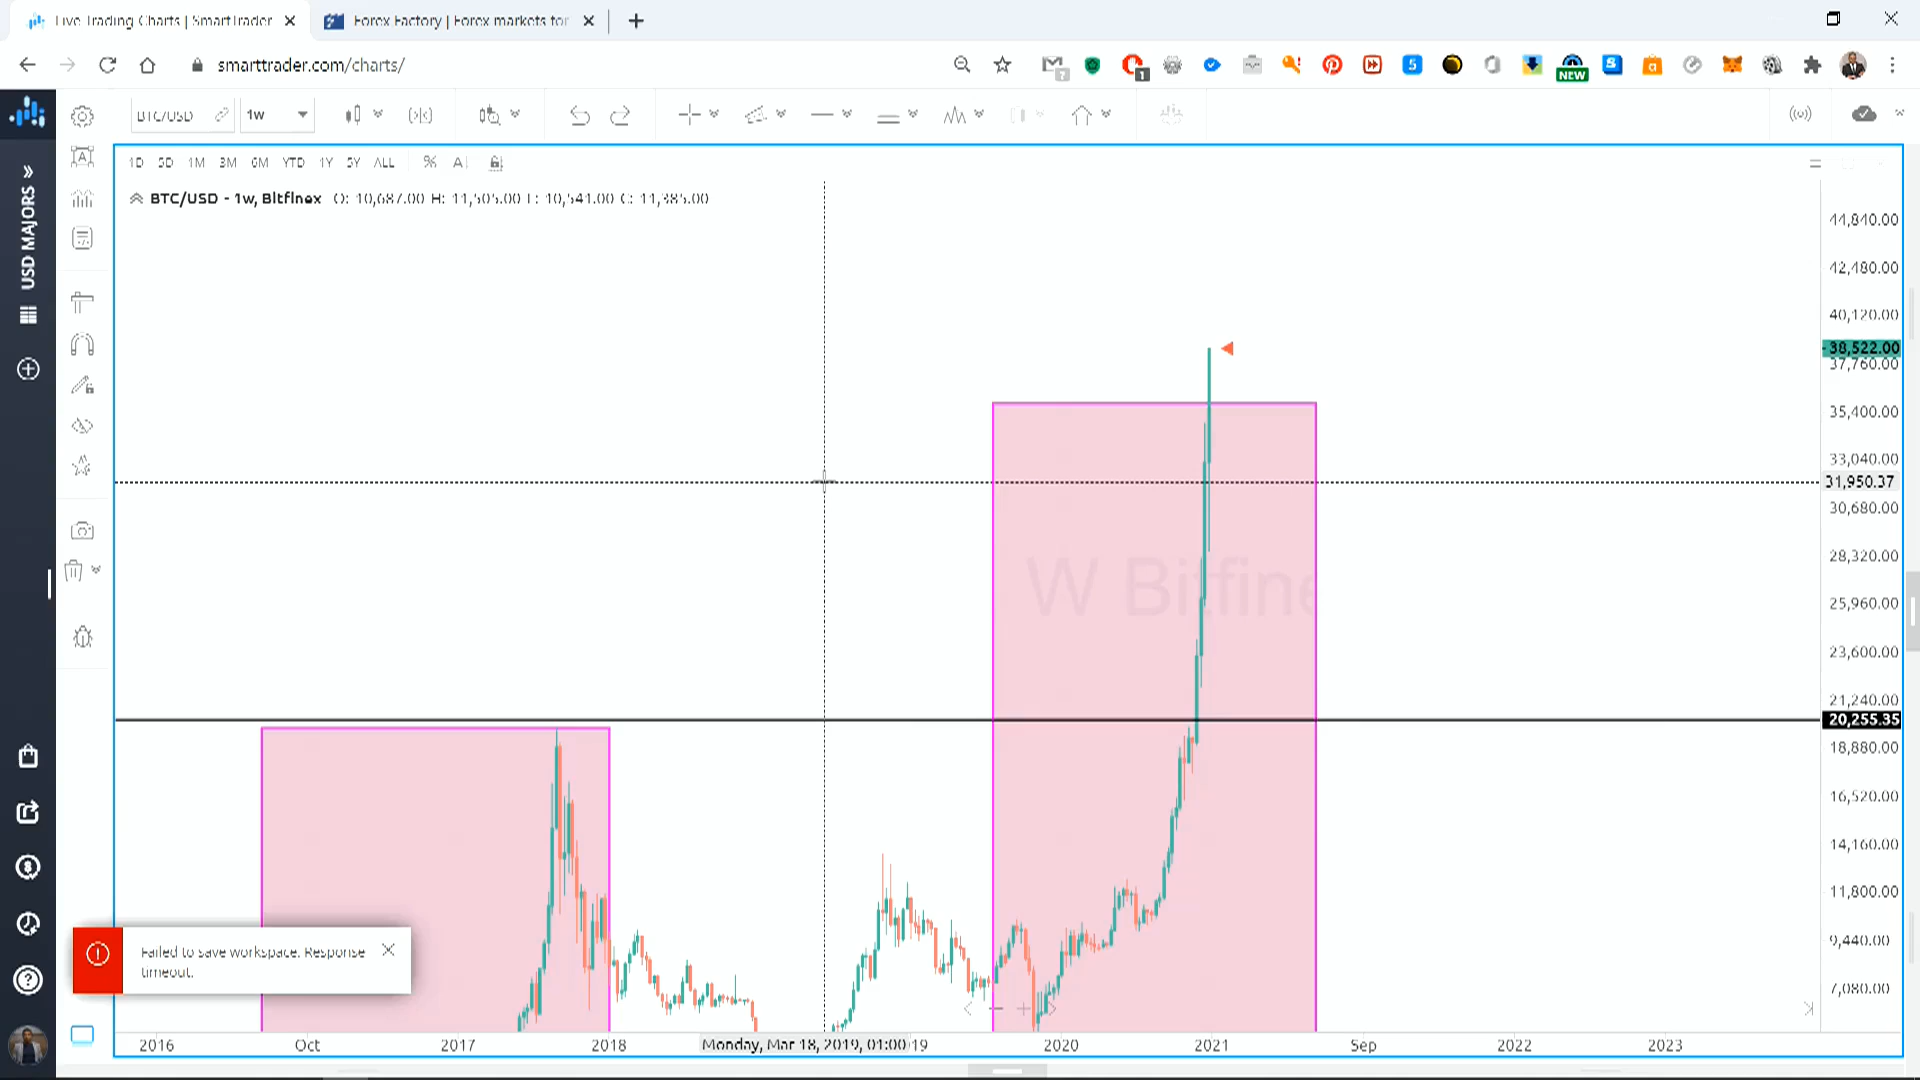 Live Trading Charts | SmartTrader
Forex Factory | Forex markets for
smarttrader.com/charts/
1
NEW
BTC/USD
1w
1D 5D 1M 3M 6M YTD 1Y 5Y ALL % A
BTC/USD - 1w, Bitfinex O: 10,687.00 H: 11,505.00 L: 10,541.00 C: 11,385.00
USD MAJORS
44,840.00
42,480.00
40,120.00
38,522.00
37,760.00
35,400.00
33,040.00
31,950.37
30,680.00
28,320.00
25,960.00
23,600.00
21,240.00
20,255.35
18,880.00
16,520.00
14,160.00
11,800.00
9,440.00
7,080.00
W Bitfine
Failed to save workspace. Response
timeout.
2016 Oct 2017 2018 Monday, Mar 18, 2019, 01:00 19 2020 2021 Sep 2022 2023